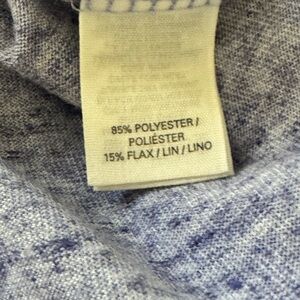 85% POLYESTER /
POLIÉSTER
15% FLAX / LIN / LINO